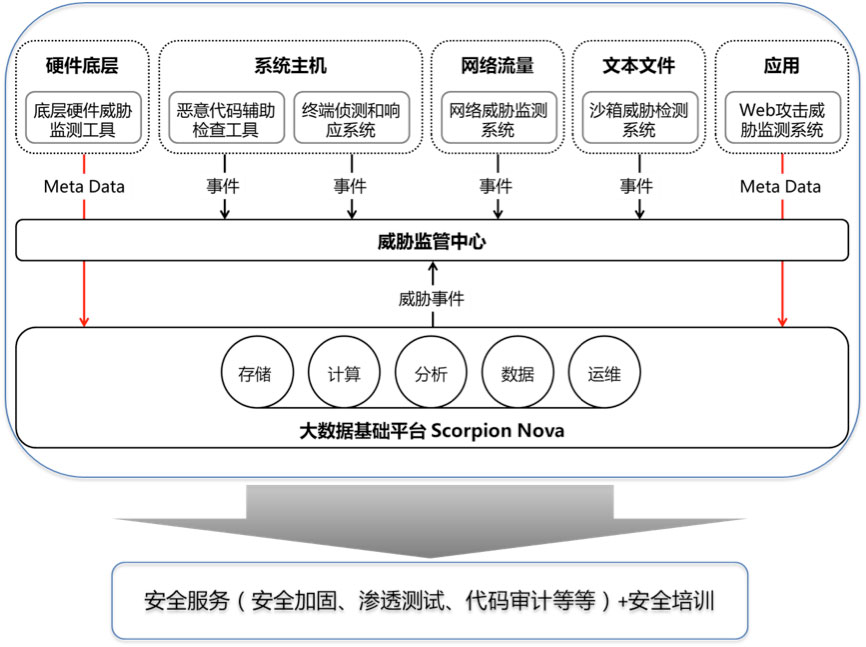 硬件底层
系统主机
网络流量
文本文件
应用
底层硬件威胁
监测工具
恶意代码辅助
检查工具
终端侦测和响
应系统
网络威胁监测
系统
沙箱威胁检测
系统
Web攻击威
胁监测系统
Meta Data
事件
事件
事件
事件
Meta Data
威胁监管中心
威胁事件
存储
计算
分析
数据
运维
大数据基础平台 Scorpion Nova
安全服务（安全加固、渗透测试、代码审计等等）+安全培训